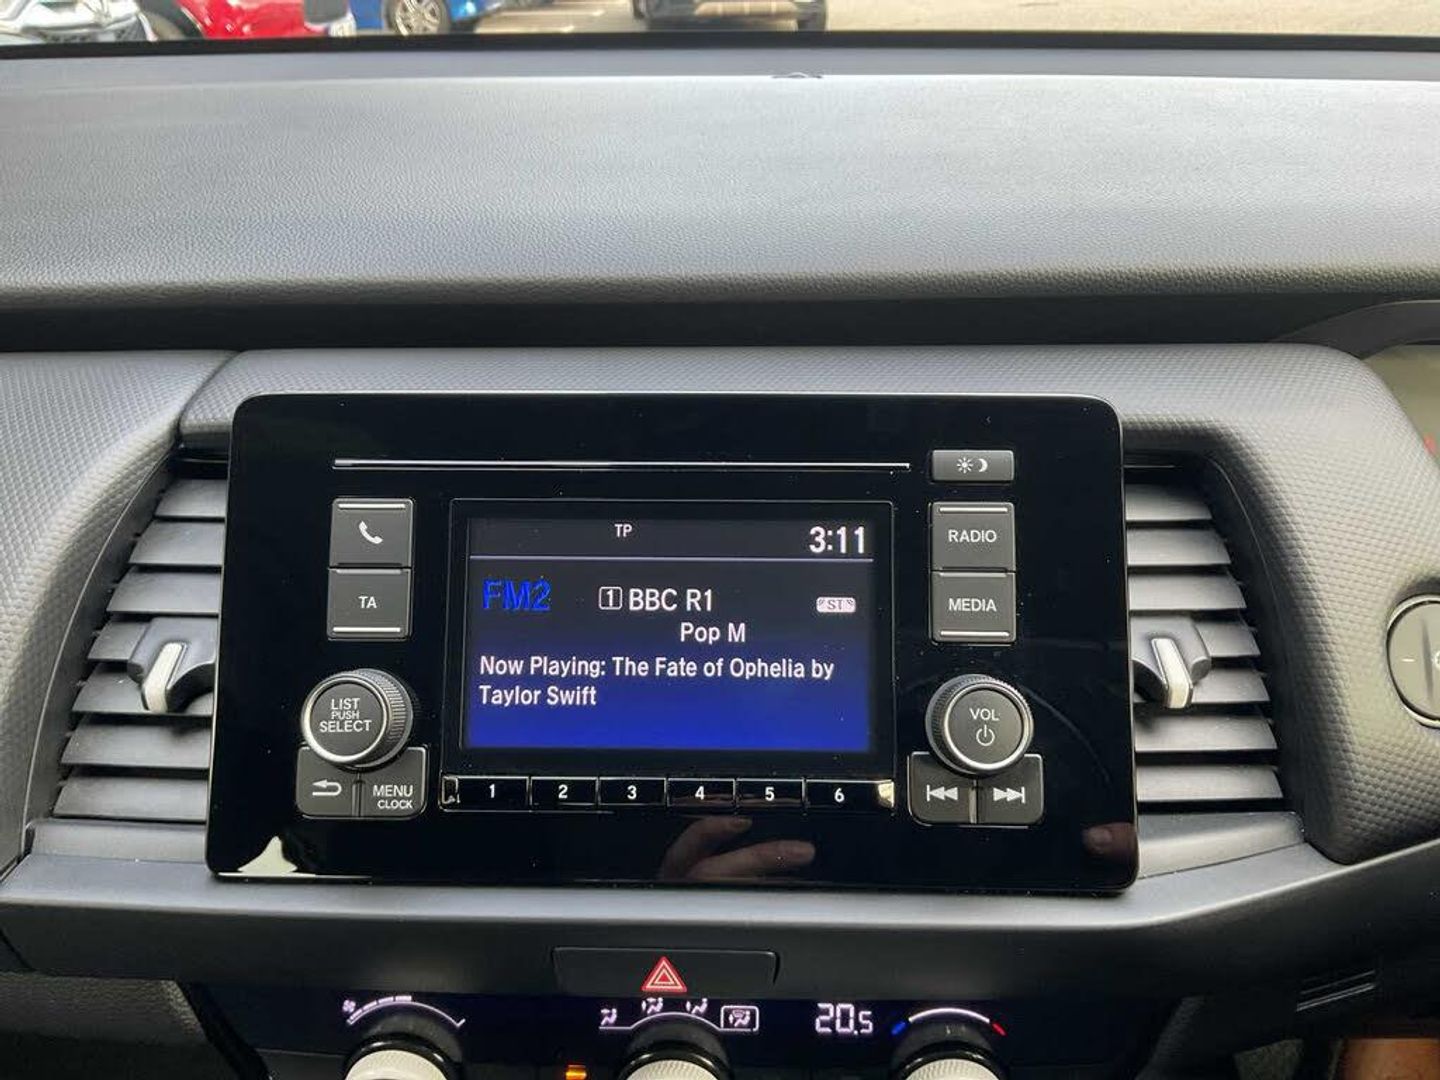 TP 3:11
FM2 1 BBC R1 ST
Pop M
Now Playing: The Fate of Ophelia by
Taylor Swift
TA
LIST
PUSH
SELECT
MENU
CLOCK
RADIO
MEDIA
VOL
1 2 3 4 5 6
20.5